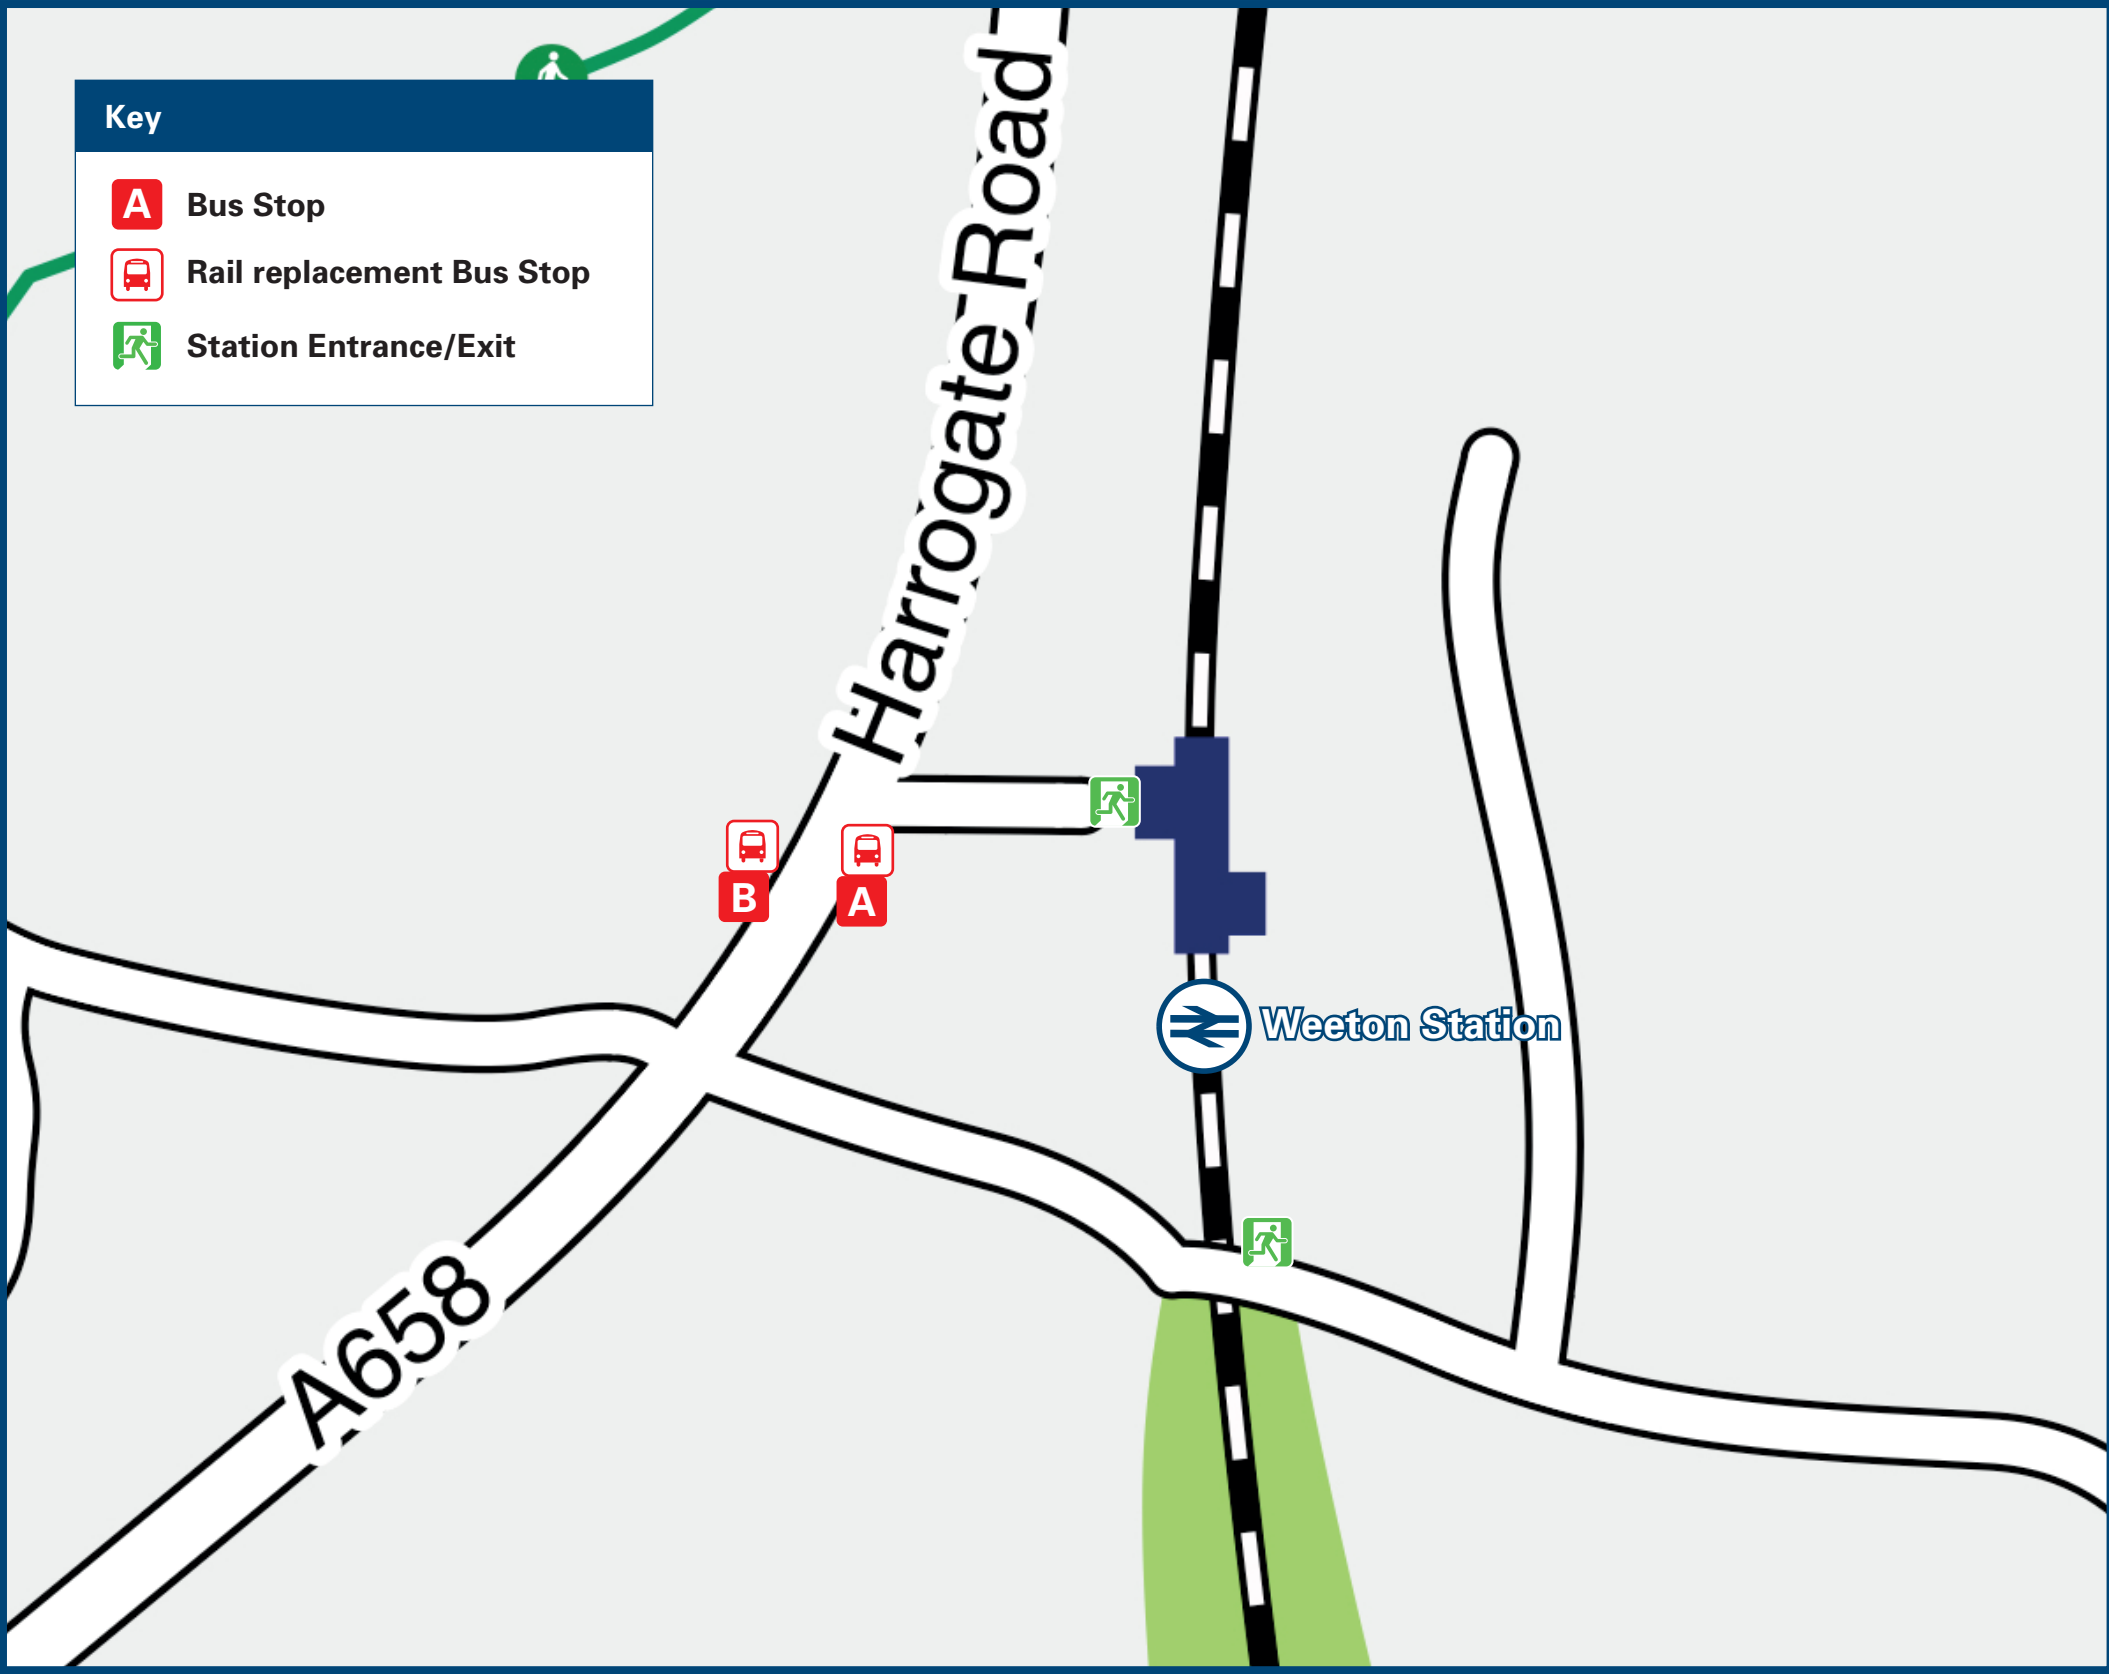 Key
A Bus Stop
Rail replacement Bus Stop
Station Entrance/Exit
Harrogate Road
B
A
Weeton Station
A658